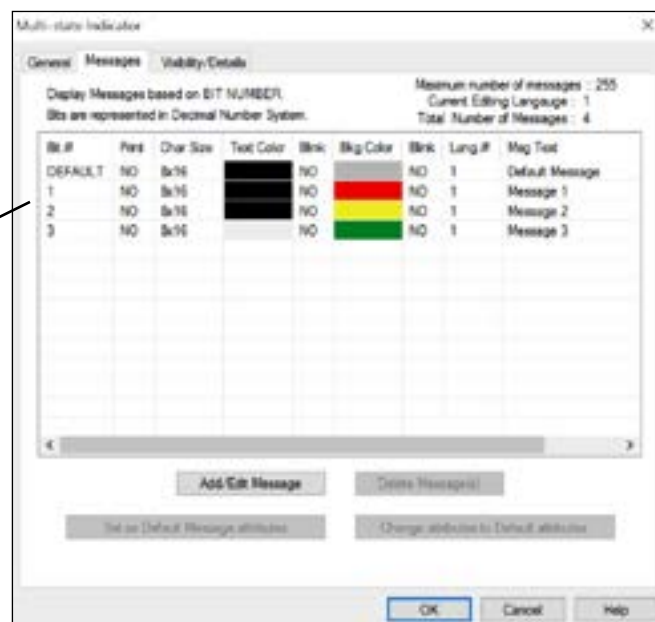 Multi-state Indicator
General Messages Visibility/Details
Display Messages based on BIT NUMBER.
Bits are represented in Decimal Number System.
Maximum number of messages : 255
Current Editing Langauge : 1
Total Number of Messages : 4
Bit # Print Char Size Text Color Blink Bkg Color Blink Lang.# Msg Text
DEFAULT NO 8x16 NO NO 1 Default Message
1 NO 8x16 NO NO 1 Message 1
2 NO 8x16 NO NO 1 Message 2
3 NO 8x16 NO NO 1 Message 3
Add/Edit Message Delete Message(s)
Set as Default Message attributes Change attributes to Default attributes
OK Cancel Help